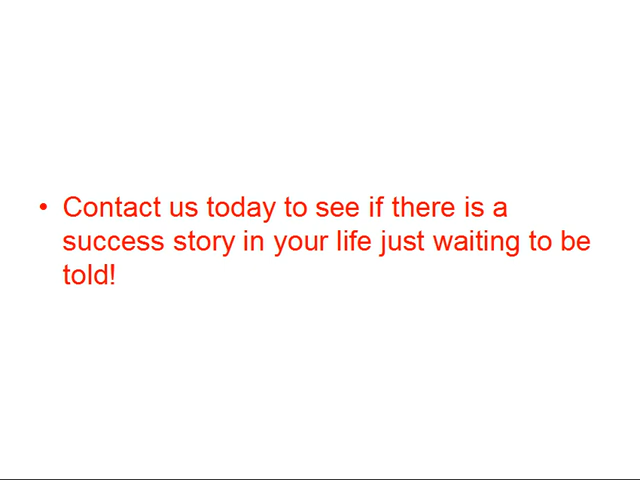 • Contact us today to see if there is a
success story in your life just waiting to be
told!